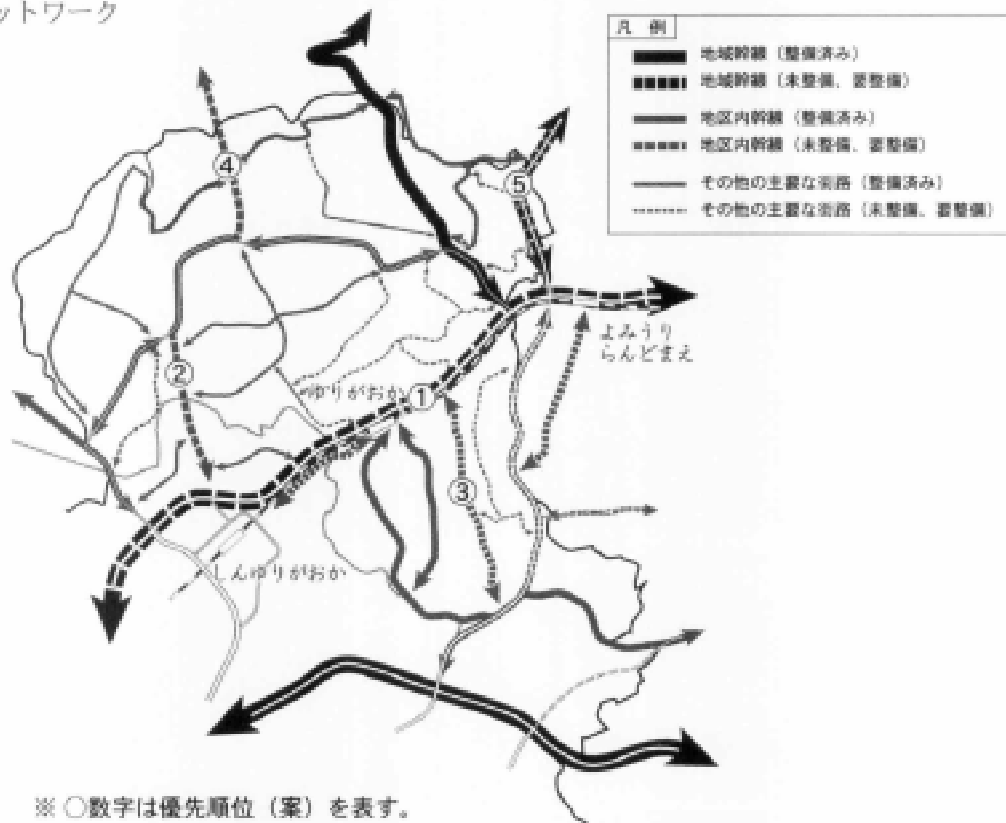 ットワーク
凡 例
地域幹線（整備済み）
地域幹線（未整備、要整備）
地区内幹線（整備済み）
地区内幹線（未整備、要整備）
その他の主要な街路（整備済み）
その他の主要な街路（未整備、要整備）
④
⑤
よみうり
らんどまえ
②
ゆりがおか
①
③
しんゆりがおか
※ ○数字は優先順位（案）を表す。